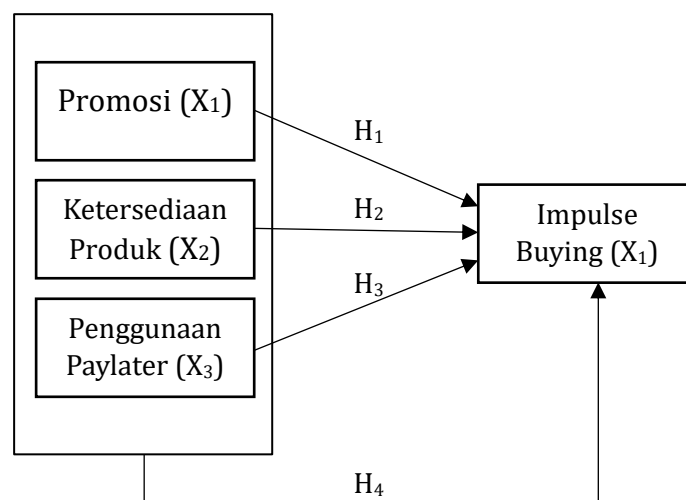 Promosi (X₁)
H₁
Ketersediaan
Produk (X₂)
H₂
Impulse
Buying (X₁)
H₃
Penggunaan
Paylater (X₃)
H₄